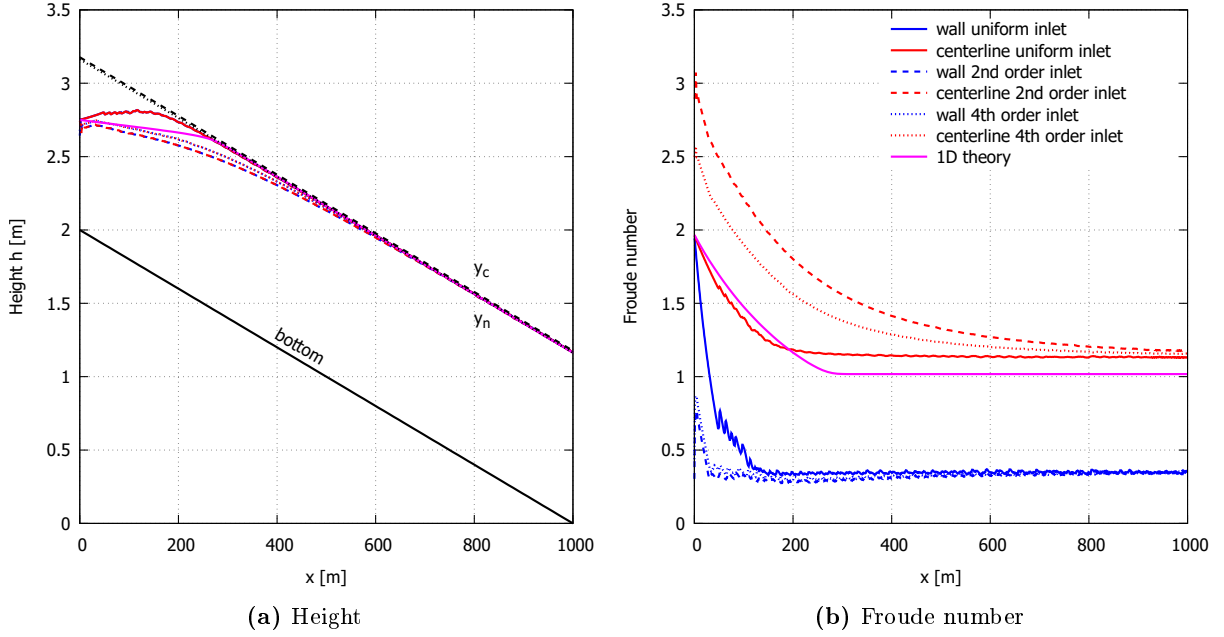 3.5
3
2.5
2
1.5
1
0.5
0
Height h [m]
y_c
y_n
bottom
0 200 400 600 800 1000
x [m]
(a) Height
3.5
3
2.5
2
1.5
1
0.5
0
Froude number
wall uniform inlet
centerline uniform inlet
wall 2nd order inlet
centerline 2nd order inlet
wall 4th order inlet
centerline 4th order inlet
1D theory
0 200 400 600 800 1000
x [m]
(b) Froude number